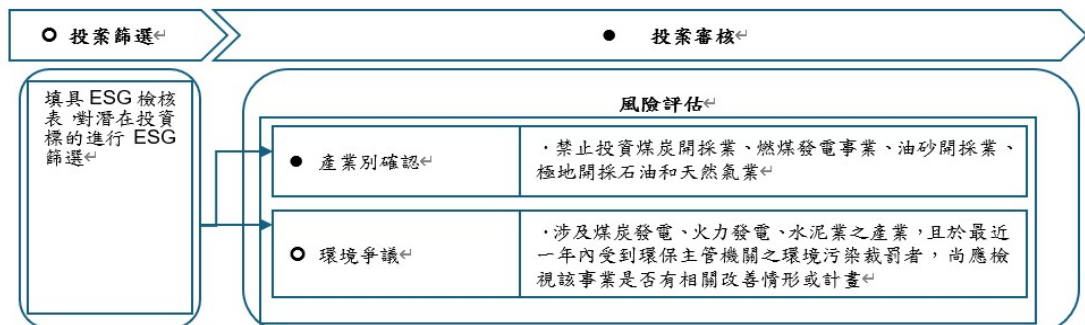 投案篩選↵
投案審核↵
填具 ESG 檢核
表,對潛在投資
標的進行 ESG
篩選↵
風險評估↵
產業別確認↵
·禁止投資煤炭開採業、燃煤發電事業、油砂開採業、
極地開採石油和天然氣業↵
環境爭議↵
·涉及煤炭發電、火力發電、水泥業之產業,且於最近
一年內受到環保主管機關之環境污染裁罰者,尚應檢
視該事業是否有相關改善情形或計畫↵